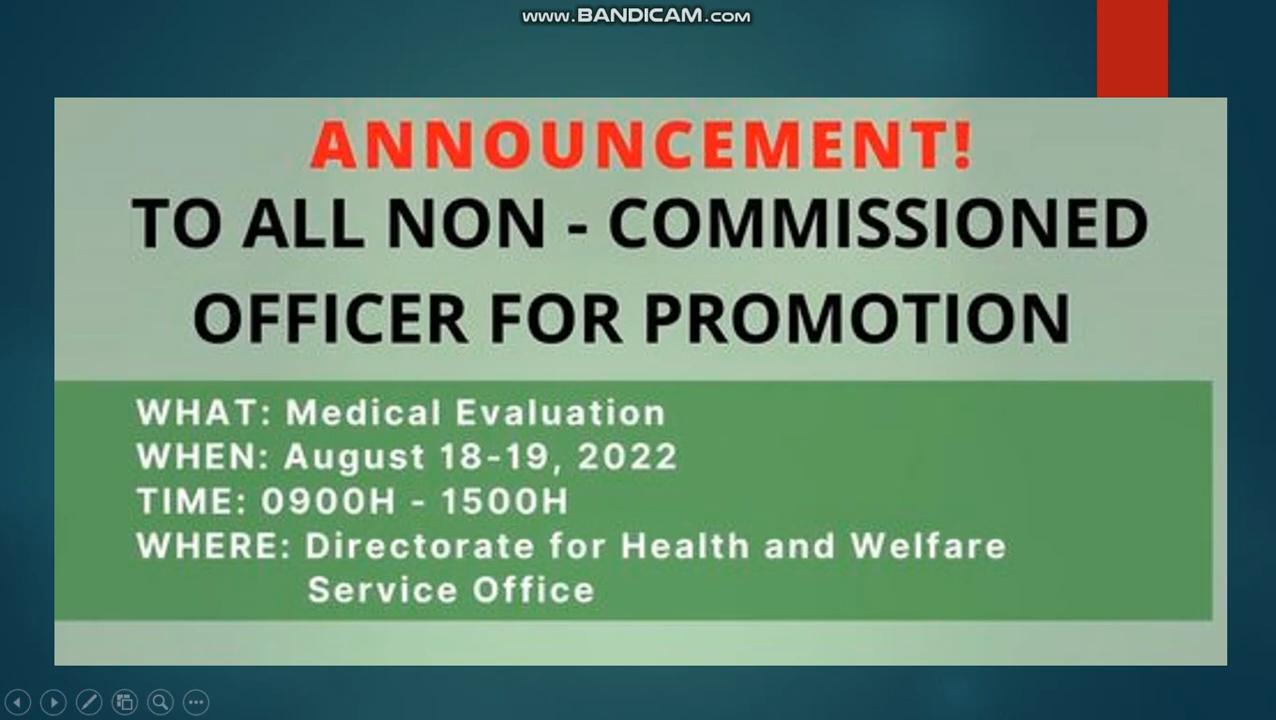 www.BANDICAM.com
ANNOUNCEMENT!
TO ALL NON - COMMISSIONED
OFFICER FOR PROMOTION
WHAT: Medical Evaluation
WHEN: August 18-19, 2022
TIME: 0900H - 1500H
WHERE: Directorate for Health and Welfare
Service Office